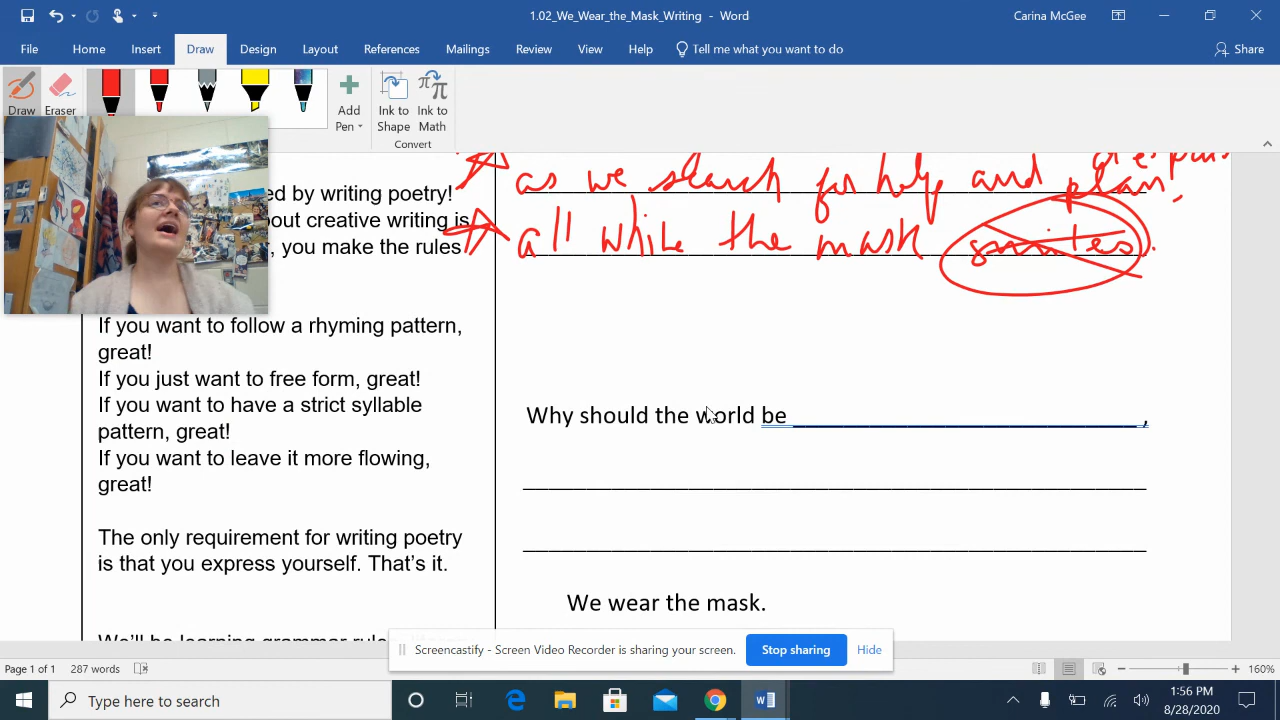 1.02_We_Wear_the_Mask_Writing - Word
Carina McGee
File Home Insert Draw Design Layout References Mailings Review View Help Tell me what you want to do Share
Draw Eraser Add Pen Ink to Shape Ink to Math
Convert
ed by writing poetry!
out creative writing is
, you make the rules
If you want to follow a rhyming pattern,
great!
If you just want to free form, great!
If you want to have a strict syllable
pattern, great!
If you want to leave it more flowing,
great!
The only requirement for writing poetry
is that you express yourself. That's it.
as we search for help and plan?
all while the mask smites.
Why should the world be ,
We wear the mask.
Screencastify - Screen Video Recorder is sharing your screen. Stop sharing Hide
Page 1 of 1 287 words 160%
Type here to search
1:56 PM
8/28/2020